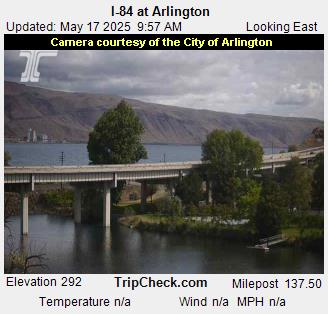 I-84 at Arlington
Updated: May 17 2025 9:57 AM Looking East
Camera courtesy of the City of Arlington
Elevation 292 TripCheck.com Milepost 137.50
Temperature n/a Wind n/a MPH n/a